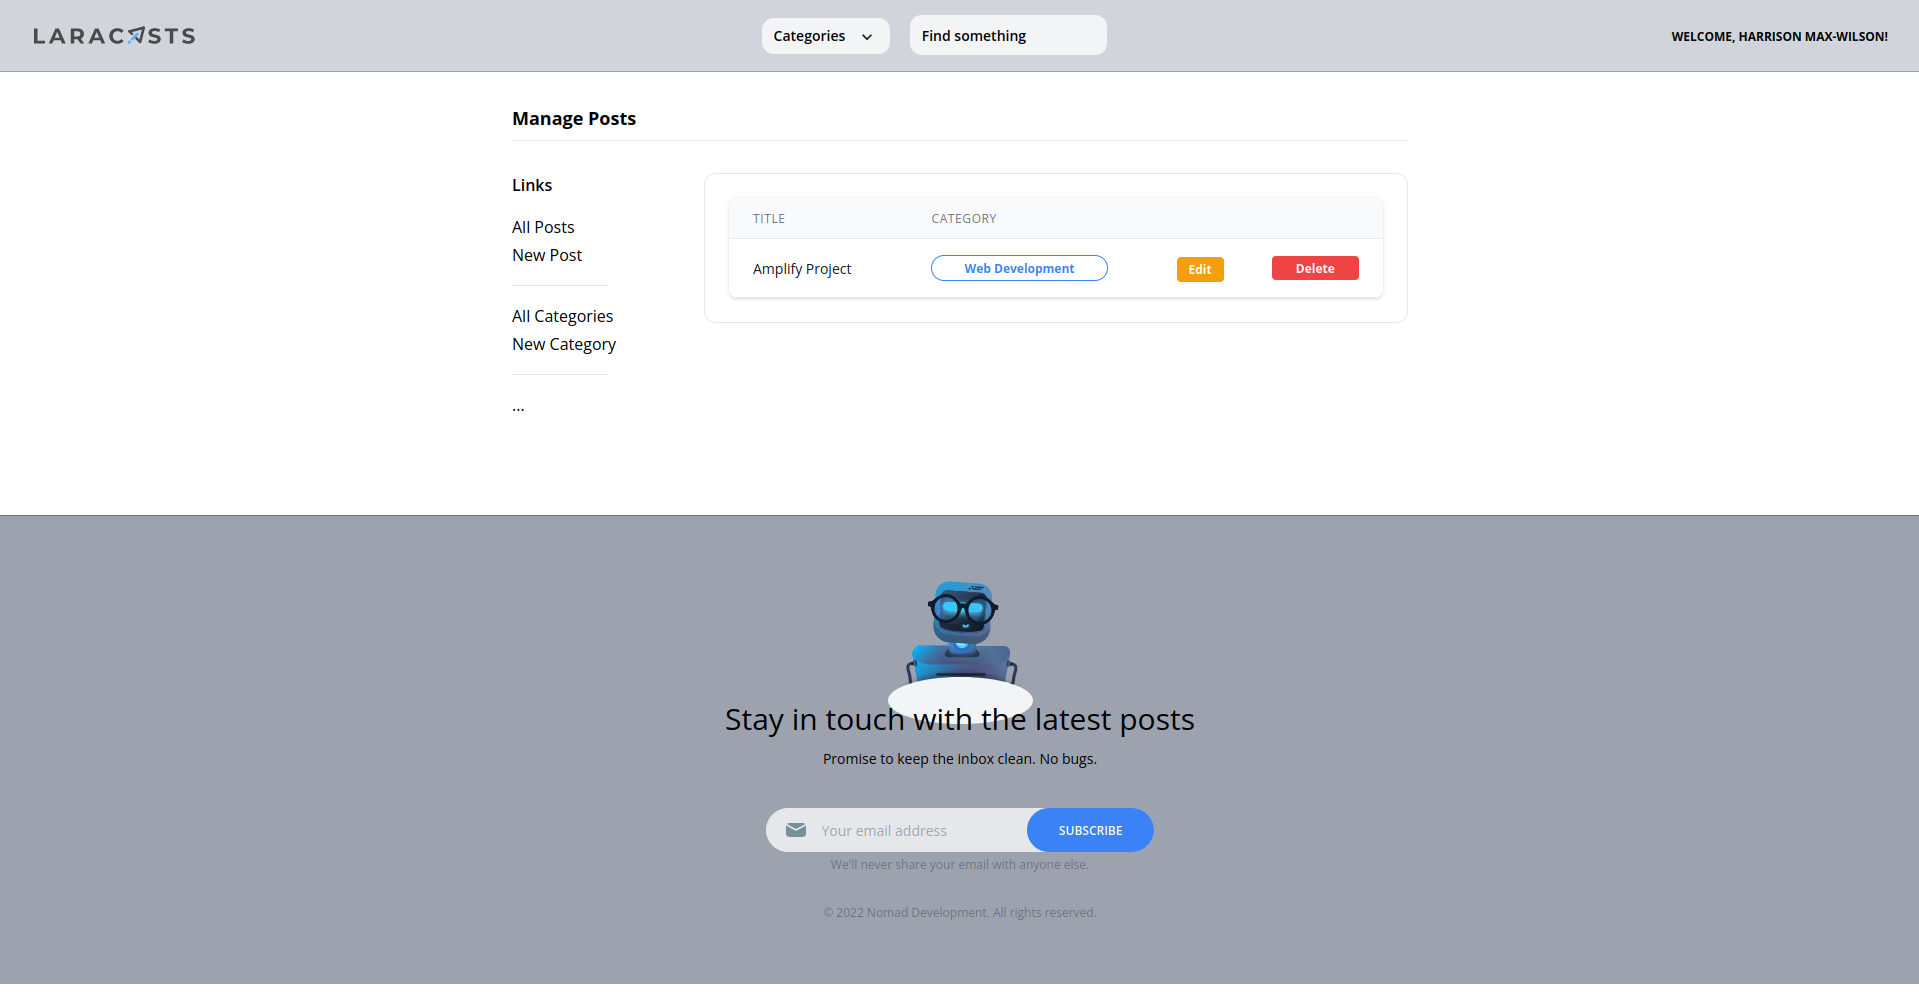 LARACASTS
Categories
Find something
WELCOME, HARRISON MAX-WILSON!
Manage Posts
Links
All Posts
New Post
All Categories
New Category
...
TITLE CATEGORY
Amplify Project Web Development Edit Delete
Stay in touch with the latest posts
Promise to keep the inbox clean. No bugs.
Your email address
SUBSCRIBE
We'll never share your email with anyone else.
© 2022 Nomad Development. All rights reserved.